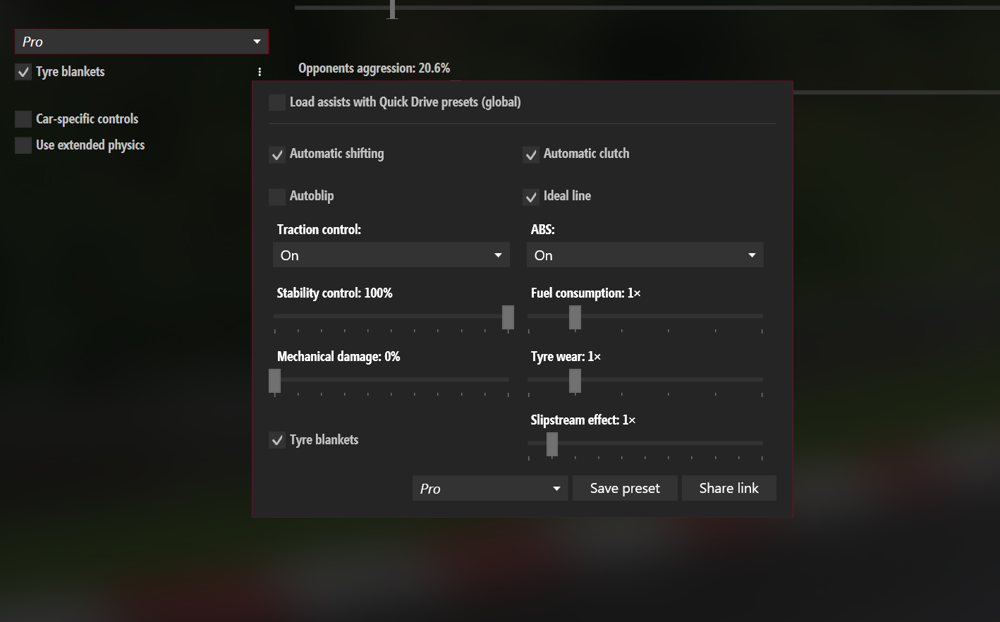 Pro
Tyre blankets
Opponents aggression: 20.6%
Car-specific controls
Use extended physics
Load assists with Quick Drive presets (global)
Automatic shifting
Automatic clutch
Autoblip
Ideal line
Traction control:
ABS:
On
On
Stability control: 100%
Fuel consumption: 1×
Mechanical damage: 0%
Tyre wear: 1×
Slipstream effect: 1×
Tyre blankets
Pro
Save preset
Share link